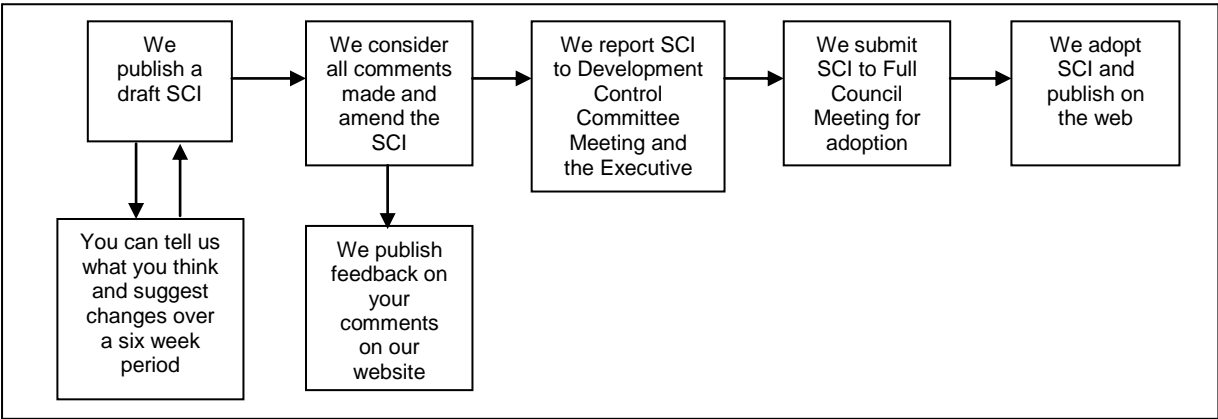 We
publish a
draft SCI
We consider
all comments
made and
amend the
SCI
We report SCI
to Development
Control
Committee
Meeting and
the Executive
We submit
SCI to Full
Council
Meeting for
adoption
We adopt
SCI and
publish on
the web
You can tell us
what you think
and suggest
changes over
a six week
period
We publish
feedback on
your
comments
on our
website